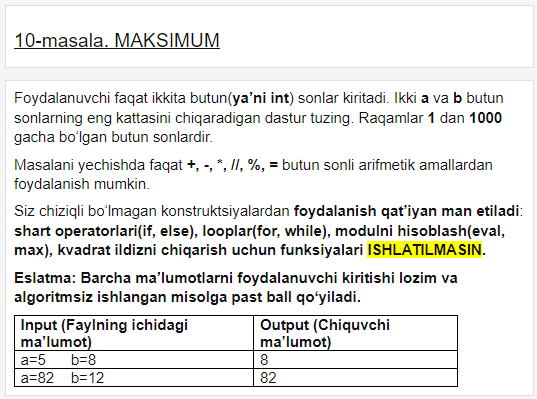 10-masala. MAKSIMUM
Foydalanuvchi faqat ikkita butun(ya’ni int) sonlar kiritadi. Ikki a va b butun
sonlarning eng kattasini chiqaradigan dastur tuzing. Raqamlar 1 dan 1000
gacha bo‘lgan butun sonlardir.
Masalani yechishda faqat +, -, *, //, %, = butun sonli arifmetik amallardan
foydalanish mumkin.
Siz chiziqli bo‘lmagan konstruktsiyalardan foydalanish qat’iyan man etiladi:
shart operatorlari(if, else), looplar(for, while), modulni hisoblash(eval,
max), kvadrat ildizni chiqarish uchun funksiyalari ISHLATILMASIN.
Eslatma: Barcha ma’lumotlarni foydalanuvchi kiritishi lozim va
algoritmsiz ishlangan misolga past ball qo‘yiladi.
Input (Faylning ichidagi Output (Chiquvchi
ma’lumot) ma’lumot)
a=5 b=8 8
a=82 b=12 82